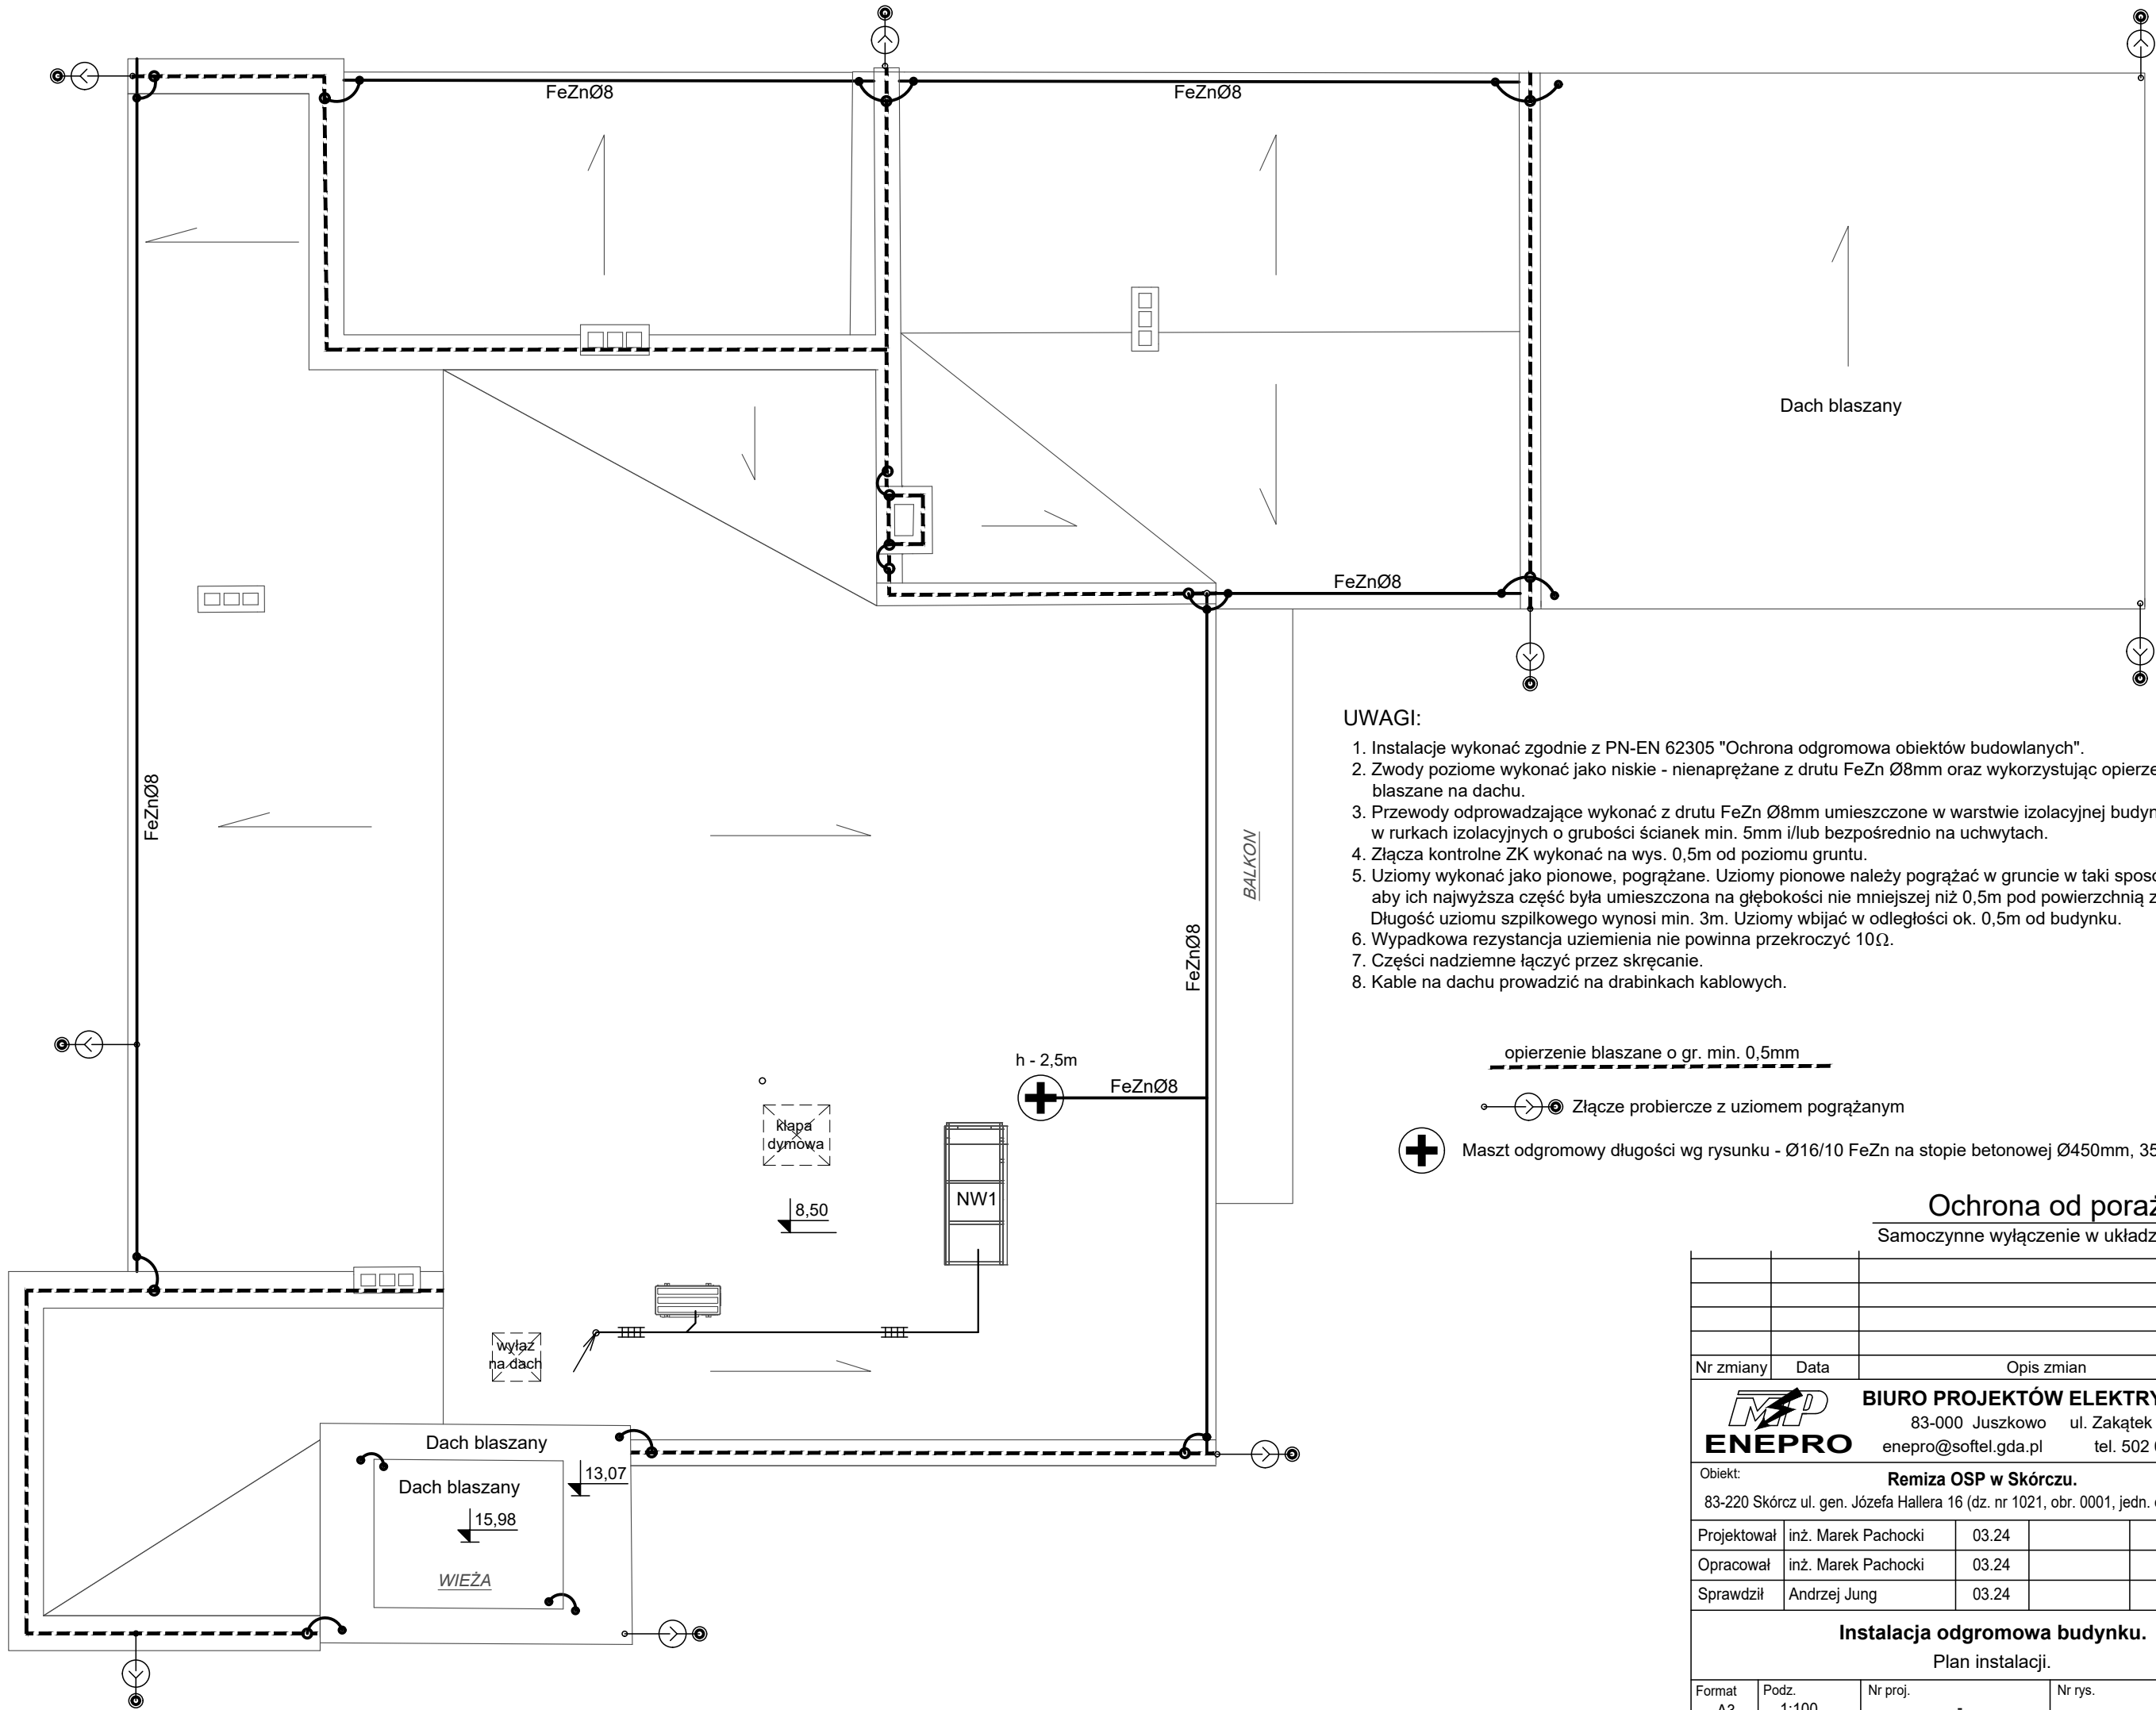 FeZnØ8
FeZnØ8
Dach blaszany
FeZnØ8
FeZnØ8
BALKON
FeZnØ8
UWAGI:
1. Instalacje wykonać zgodnie z PN-EN 62305 "Ochrona odgromowa obiektów budowlanych".
2. Zwody poziome wykonać jako niskie - nienaprężane z drutu FeZn Ø8mm oraz wykorzystując opierze
blaszane na dachu.
3. Przewody odprowadzające wykonać z drutu FeZn Ø8mm umieszczone w warstwie izolacyjnej budyn
w rurkach izolacyjnych o grubości ścianek min. 5mm i/lub bezpośrednio na uchwytach.
4. Złącza kontrolne ZK wykonać na wys. 0,5m od poziomu gruntu.
5. Uziomy wykonać jako pionowe, pogrążane. Uziomy pionowe należy pogrążać w gruncie w taki sposó
aby ich najwyższa część była umieszczona na głębokości nie mniejszej niż 0,5m pod powierzchnią z
Długość uziomu szpilkowego wynosi min. 3m. Uziomy wbijać w odległości ok. 0,5m od budynku.
6. Wypadkowa rezystancja uziemienia nie powinna przekroczyć 10Ω.
7. Części nadziemne łączyć przez skręcanie.
8. Kable na dachu prowadzić na drabinkach kablowych.
h - 2,5m
FeZnØ8
klapa
dymowa
NW1
8,50
wyłaz
na dach
Dach blaszany
13,07
Dach blaszany
15,98
WIEŻA
opierzenie blaszane o gr. min. 0,5mm
Złącze probiercze z uziomem pogrążanym
Maszt odgromowy długości wg rysunku - Ø16/10 FeZn na stopie betonowej Ø450mm, 35
Ochrona od poraż
Samoczynne wyłączenie w układz
Nr zmiany Data Opis zmian
MP
ENEPRO
BIURO PROJEKTÓW ELEKTRY
83-000 Juszkowo ul. Zakątek
enepro@softel.gda.pl tel. 502
Obiekt:
Remiza OSP w Skórczu.
83-220 Skórcz ul. gen. Józefa Hallera 16 (dz. nr 1021, obr. 0001, jedn.
Projektował inż. Marek Pachocki 03.24
Opracował inż. Marek Pachocki 03.24
Sprawdził Andrzej Jung 03.24
Instalacja odgromowa budynku.
Plan instalacji.
Format Podz. Nr proj. Nr rys.
A3 1:100 -